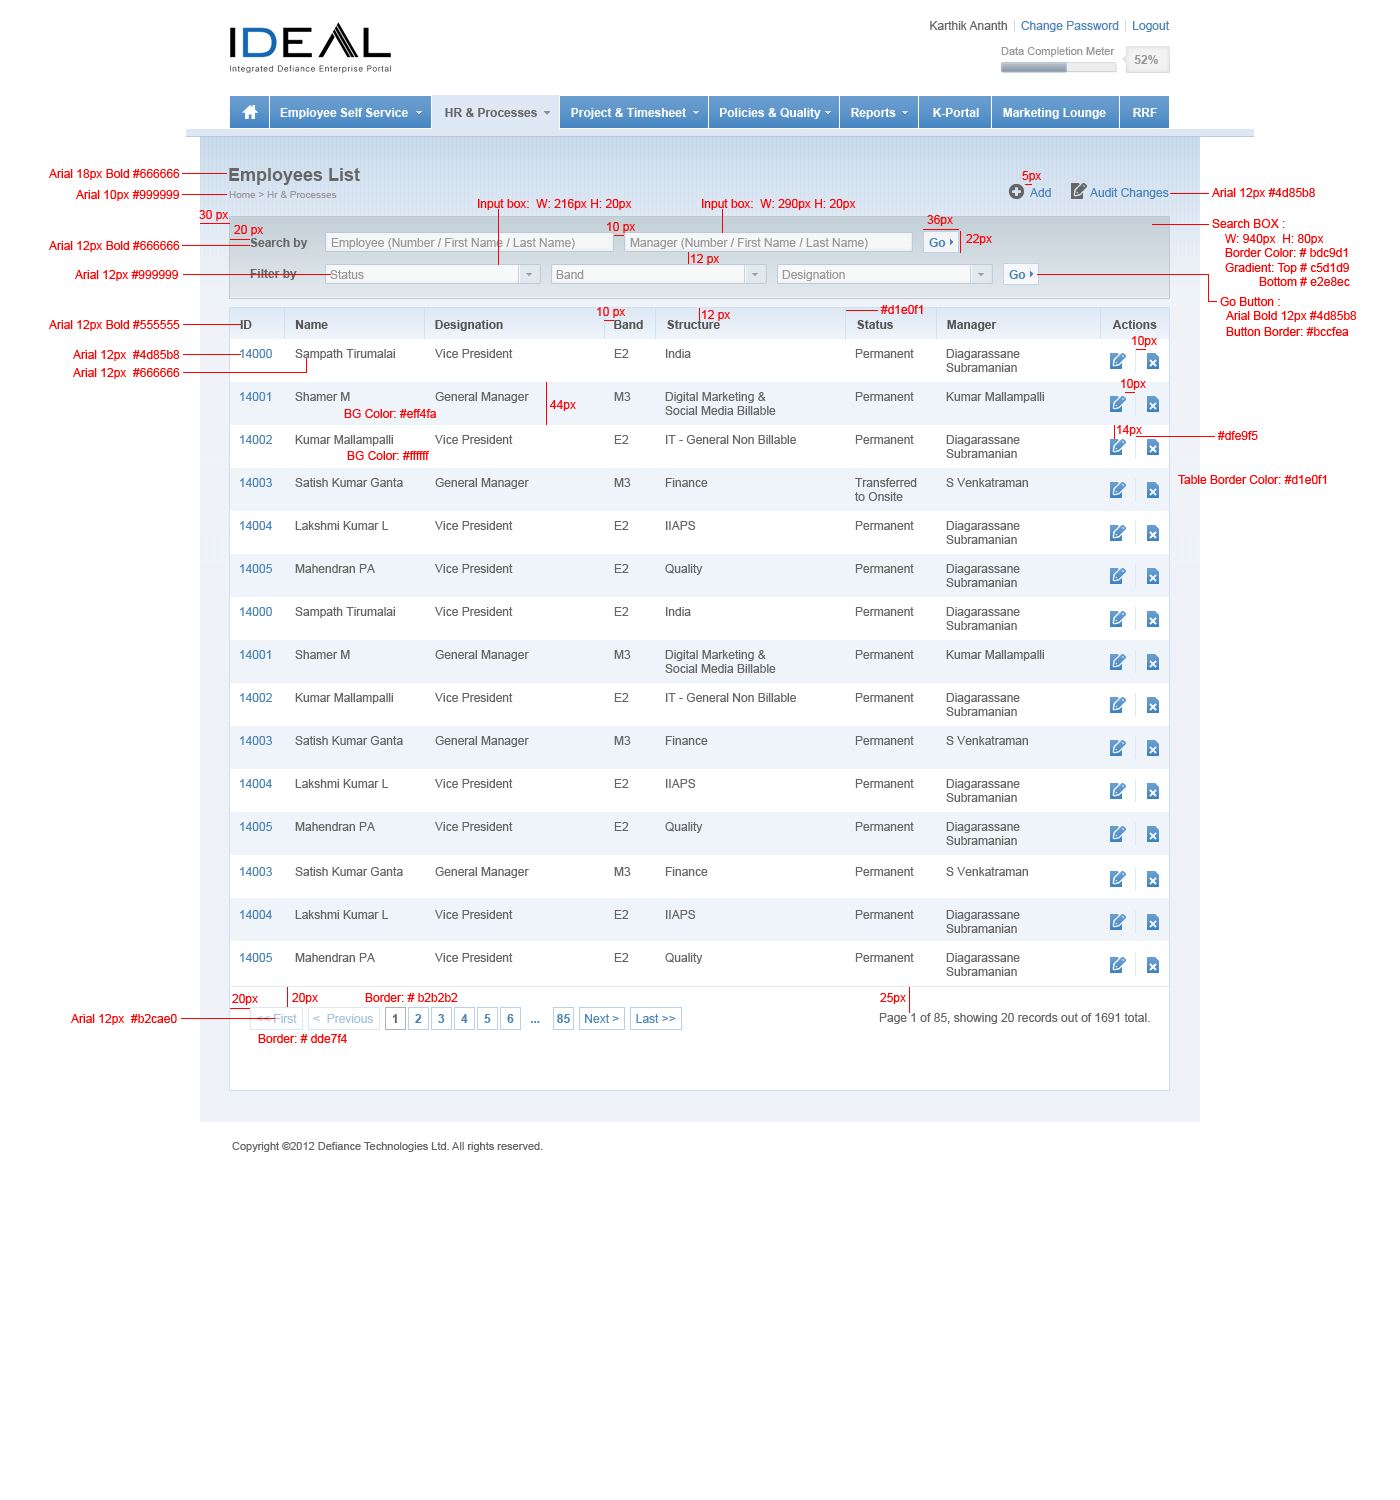 IDEAL
Integrated Defiance Enterprise Portal
Karthik Ananth Change Password Logout
Data Completion Meter 52%
Employee Self Service HR & Processes Project & Timesheet Policies & Quality Reports K-Portal Marketing Lounge RRF
Arial 18px Bold #666666 Employees List
5px
Arial 10px #999999 Home > Hr & Processes Add Audit Changes Arial 12px #4d85b8
Input box: W: 216px H: 20px Input box: W: 290px H: 20px
30 px 20 px 10 px 36px Search BOX :
Arial 12px Bold #666666 Search by Employee (Number / First Name / Last Name) Manager (Number / First Name / Last Name) Go 22px W: 940px H: 80px
Border Color: # bdc9d1
12 px
Gradient: Top # c5d1d9
Arial 12px #999999 Filter by Status Band Designation Go Bottom # e2e8ec
Go Button :
10 px 12 px #d1e0f1 Arial Bold 12px #4d85b8
Arial 12px Bold #555555 ID Name Designation Band Structure Status Manager Actions Button Border: #bccfea
10px
Arial 12px #4d85b8 14000 Sampath Tirumalai Vice President E2 India Permanent Diagarassane
Arial 12px #666666 Subramanian
10px
14001 Shamer M General Manager M3 Digital Marketing & Permanent Kumar Mallampalli
BG Color: #eff4fa 44px Social Media Billable
14px
14002 Kumar Mallampalli Vice President E2 IT - General Non Billable Permanent Diagarassane #dfe9f5
BG Color: #ffffff Subramanian
14003 Satish Kumar Ganta General Manager M3 Finance Transferred S Venkatraman Table Border Color: #d1e0f1
to Onsite
14004 Lakshmi Kumar L Vice President E2 IIAPS Permanent Diagarassane
Subramanian
14005 Mahendran PA Vice President E2 Quality Permanent Diagarassane
Subramanian
14000 Sampath Tirumalai Vice President E2 India Permanent Diagarassane
Subramanian
14001 Shamer M General Manager M3 Digital Marketing & Permanent Kumar Mallampalli
Social Media Billable
14002 Kumar Mallampalli Vice President E2 IT - General Non Billable Permanent Diagarassane
Subramanian
14003 Satish Kumar Ganta General Manager M3 Finance Permanent S Venkatraman
14004 Lakshmi Kumar L Vice President E2 IIAPS Permanent Diagarassane
Subramanian
14005 Mahendran PA Vice President E2 Quality Permanent Diagarassane
Subramanian
14003 Satish Kumar Ganta General Manager M3 Finance Permanent S Venkatraman
14004 Lakshmi Kumar L Vice President E2 IIAPS Permanent Diagarassane
Subramanian
14005 Mahendran PA Vice President E2 Quality Permanent Diagarassane
Subramanian
20px 20px Border: # b2b2b2 25px
Arial 12px #b2cae0 << First < Previous 1 2 3 4 5 6 ... 85 Next > Last >> Page 1 of 85, showing 20 records out of 1691 total.
Border: # dde7f4
Copyright ©2012 Defiance Technologies Ltd. All rights reserved.